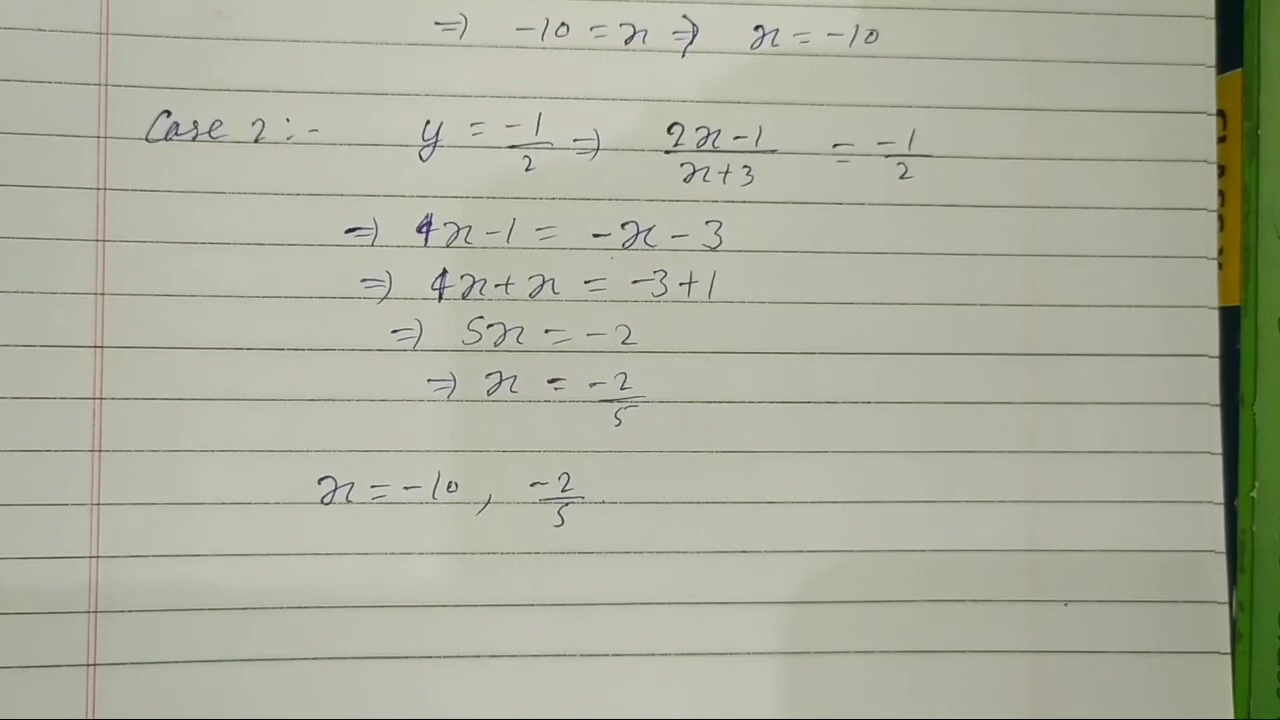 ⇒ -10 = x ⇒ x = -10
Case 2 :- y = -1/2 ⇒ 2x-1/x+3 = -1/2
⇒ 4x-1 = -x-3
⇒ 4x+x = -3+1
⇒ 5x = -2
⇒ x = -2/5
x = -10, -2/5
CLASS X